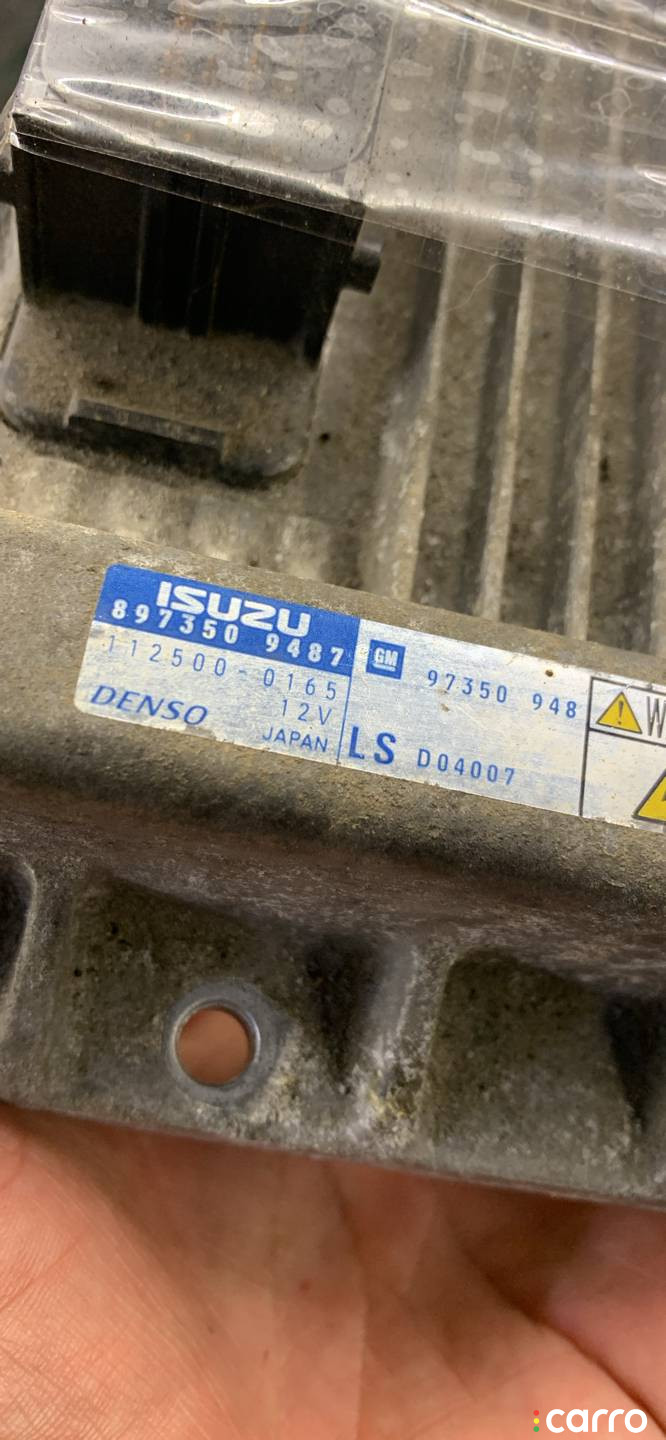 ISUZU
897350 9487
112500-0165
12V
DENSO
JAPAN
GM
97350 948
LS D04007
W
carro